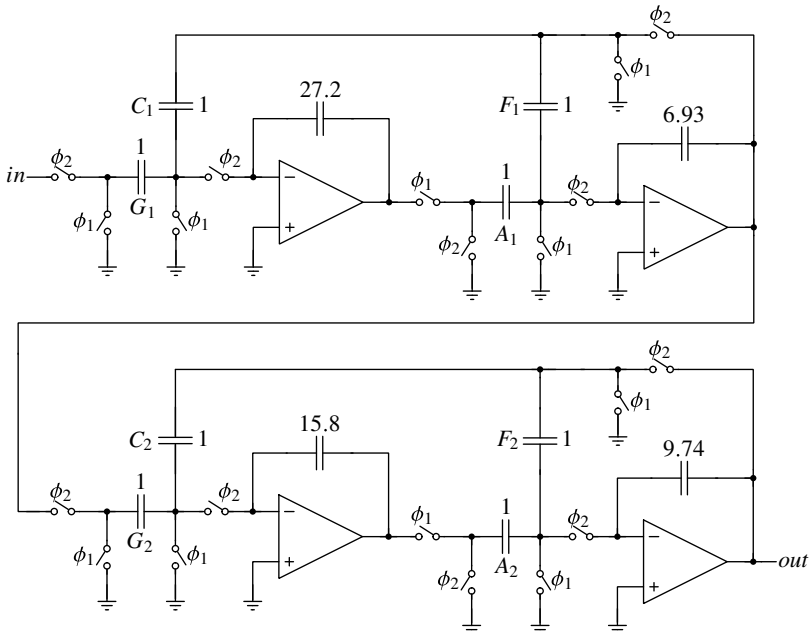 ϕ2
ϕ1
27.2
C1 1
F1 1
6.93
1
1
in ϕ2
ϕ2
ϕ1
ϕ2
− 
−
ϕ1
G1
ϕ1
+
ϕ2
A1
ϕ1
+
ϕ2
15.8
ϕ1
C2 1
F2 1
9.74
1
1
ϕ2
ϕ2
ϕ1
ϕ2
−
−
ϕ1
G2
ϕ1
+
ϕ2
A2
ϕ1
+
out